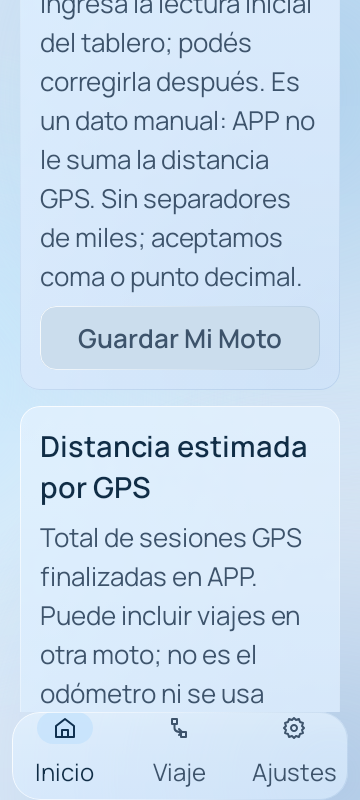 Ingresá la lectura inicial
del tablero; podés
corregirla después. Es
un dato manual: APP no
le suma la distancia
GPS. Sin separadores
de miles; aceptamos
coma o punto decimal.
Guardar Mi Moto
Distancia estimada
por GPS
Total de sesiones GPS
finalizadas en APP.
Puede incluir viajes en
otra moto; no es el
odómetro ni se usa
Inicio
Viaje
Ajustes